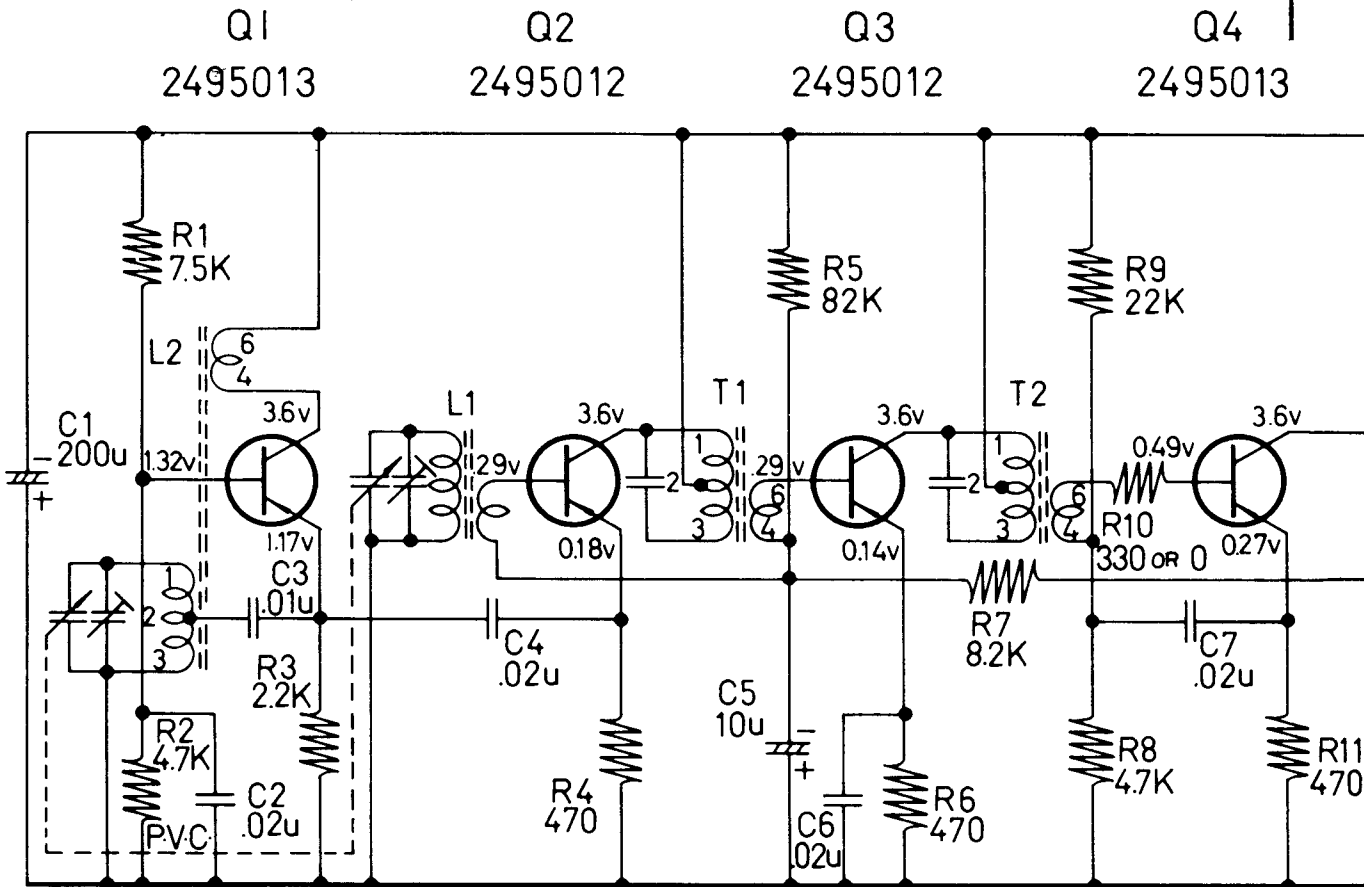 Q1
2495013
Q2
2495012
Q3
2495012
Q4
2495013
R1
7.5K
R5
82K
R9
22K
L2
6
4
3.6v
L1
3.6v
T1
3.6v
T2
3.6v
C1
200u
-
+
1.32v
.29v
1
2
3
.29 v
6
4
1
2
3
6
4
0.49v
R10
330 OR 0
1.17v
0.18v
0.14v
0.27v
1
2
3
C3
.01u
C4
.02u
R7
8.2K
C7
.02u
R3
2.2K
C5
10u
-
+
R2
4.7K
C2
.02u
P.V.C.
R4
470
C6
.02u
R6
470
R8
4.7K
R11
470